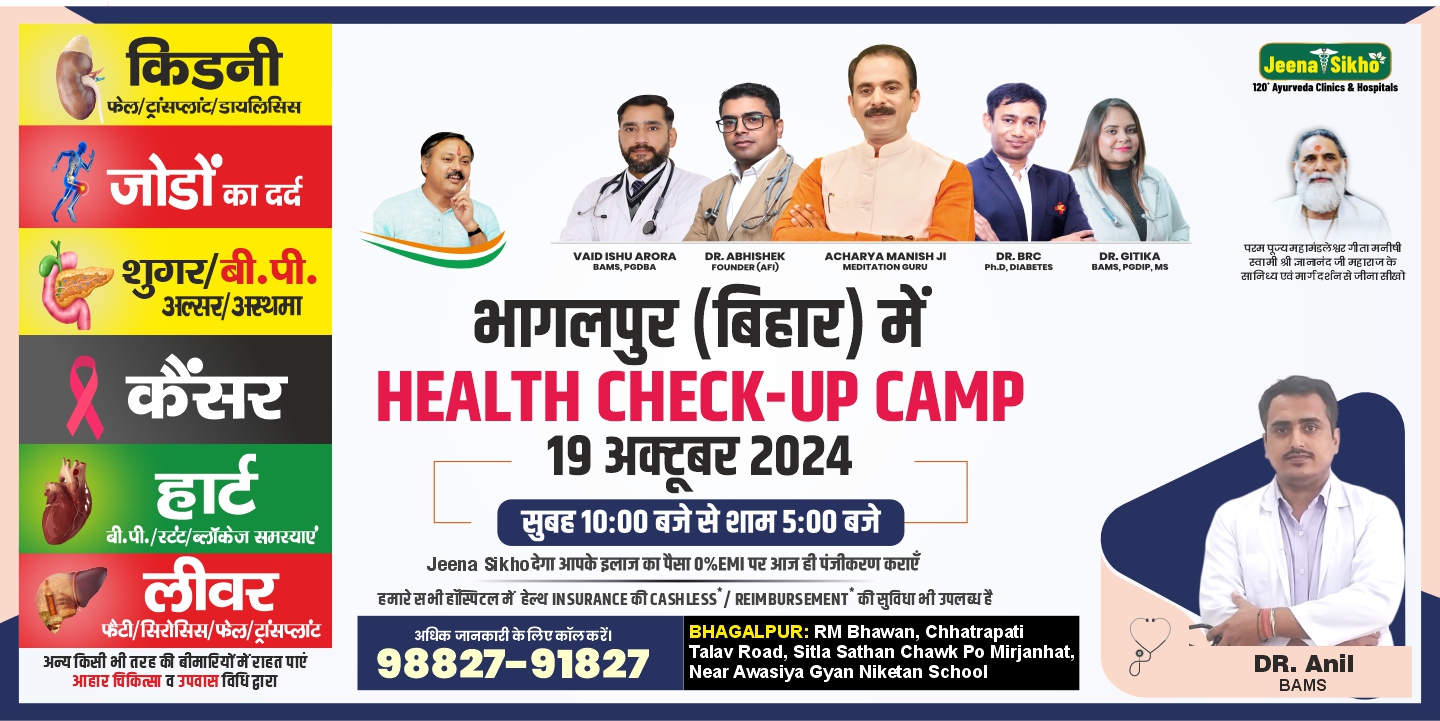 किडनी
फेल/ट्रांसप्लांट/डायलिसिस
जोडों का दर्द
शुगर/बी.पी.
अल्सर/अस्थमा
कैंसर
हार्ट
बी.पी./स्टंट/ब्लॉकेज समस्याएं
लीवर
फैटी/सिरोसिस/फेल/ट्रांसप्लांट
अन्य किसी भी तरह की बीमारियों में राहत पाएं
आहार चिकित्सा व उपवास विधि द्वारा
VAID ISHU ARORA
BAMS, PGDBA
DR. ABHISHEK
FOUNDER (AFI)
ACHARYA MANISH JI
MEDITATION GURU
DR. BRC
Ph.D, DIABETES
DR. GITIKA
BAMS, PGDIP, MS
Jeena Sikho
120+ Ayurveda Clinics & Hospitals
परम पूज्य महामंडलेश्वर गीता मनीषी
स्वामी श्री ज्ञानानंद जी महाराज के
सानिध्य एवं मार्ग दर्शन से जीना सीखो
भागलपुर (बिहार) में
HEALTH CHECK-UP CAMP
19 अक्टूबर 2024
सुबह 10:00 बजे से शाम 5:00 बजे
Jeena Sikho देगा आपके इलाज का पैसा 0%EMI पर आज ही पंजीकरण कराएँ
हमारे सभी हॉस्पिटल में हेल्थ INSURANCE की CASHLESS* / REIMBURSEMENT* की सुविधा भी उपलब्ध है
अधिक जानकारी के लिए कॉल करें।
98827-91827
BHAGALPUR: RM Bhawan, Chhatrapati
Talav Road, Sitla Sathan Chawk Po Mirjanhat,
Near Awasiya Gyan Niketan School
DR. Anil
BAMS